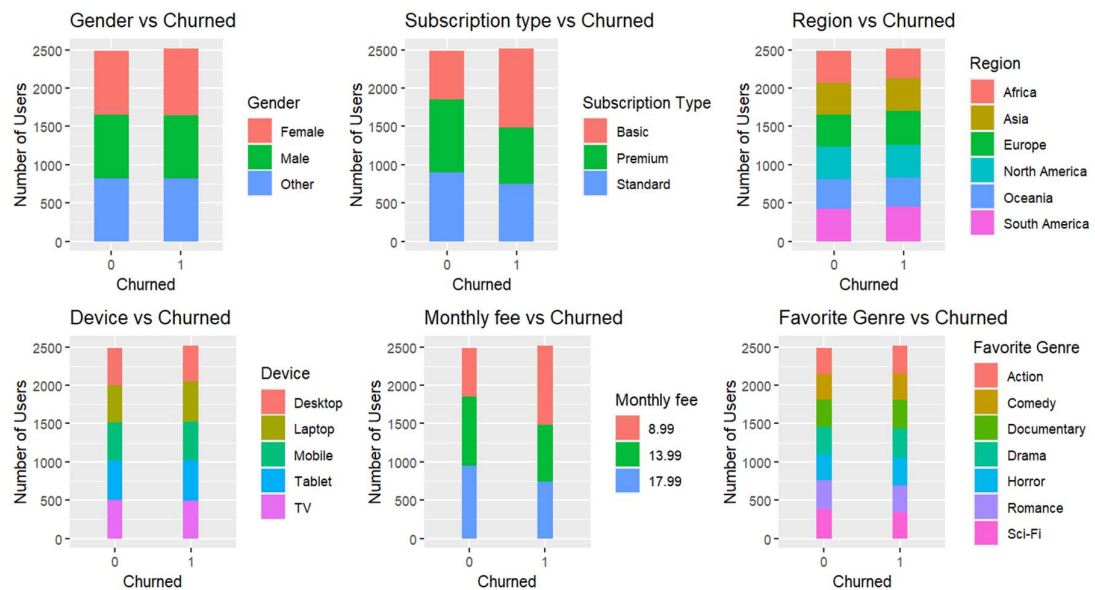 Gender vs Churned
Number of Users
2500
2000
1500
1000
500
0
0 1
Churned
Gender
Female
Male
Other
Subscription type vs Churned
Number of Users
2500
2000
1500
1000
500
0
0 1
Churned
Subscription Type
Basic
Premium
Standard
Region vs Churned
Number of Users
2500
2000
1500
1000
500
0
0 1
Churned
Region
Africa
Asia
Europe
North America
Oceania
South America
Device vs Churned
Number of Users
2500
2000
1500
1000
500
0
0 1
Churned
Device
Desktop
Laptop
Mobile
Tablet
TV
Monthly fee vs Churned
Number of Users
2500
2000
1500
1000
500
0
0 1
Churned
Monthly fee
8.99
13.99
17.99
Favorite Genre vs Churned
Number of Users
2500
2000
1500
1000
500
0
0 1
Churned
Favorite Genre
Action
Comedy
Documentary
Drama
Horror
Romance
Sci-Fi